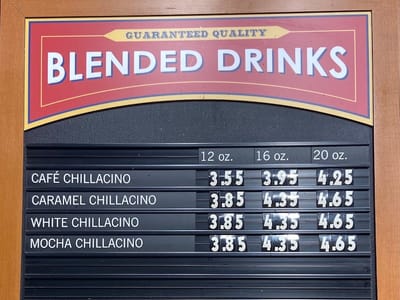 GUARANTEED QUALITY
BLENDED DRINKS
12 oz. 16 oz. 20 oz.
CAFÉ CHILLACINO 3.55 3.95 4.25
CARAMEL CHILLACINO 3.85 4.35 4.65
WHITE CHILLACINO 3.85 4.35 4.65
MOCHA CHILLACINO 3.85 4.35 4.65